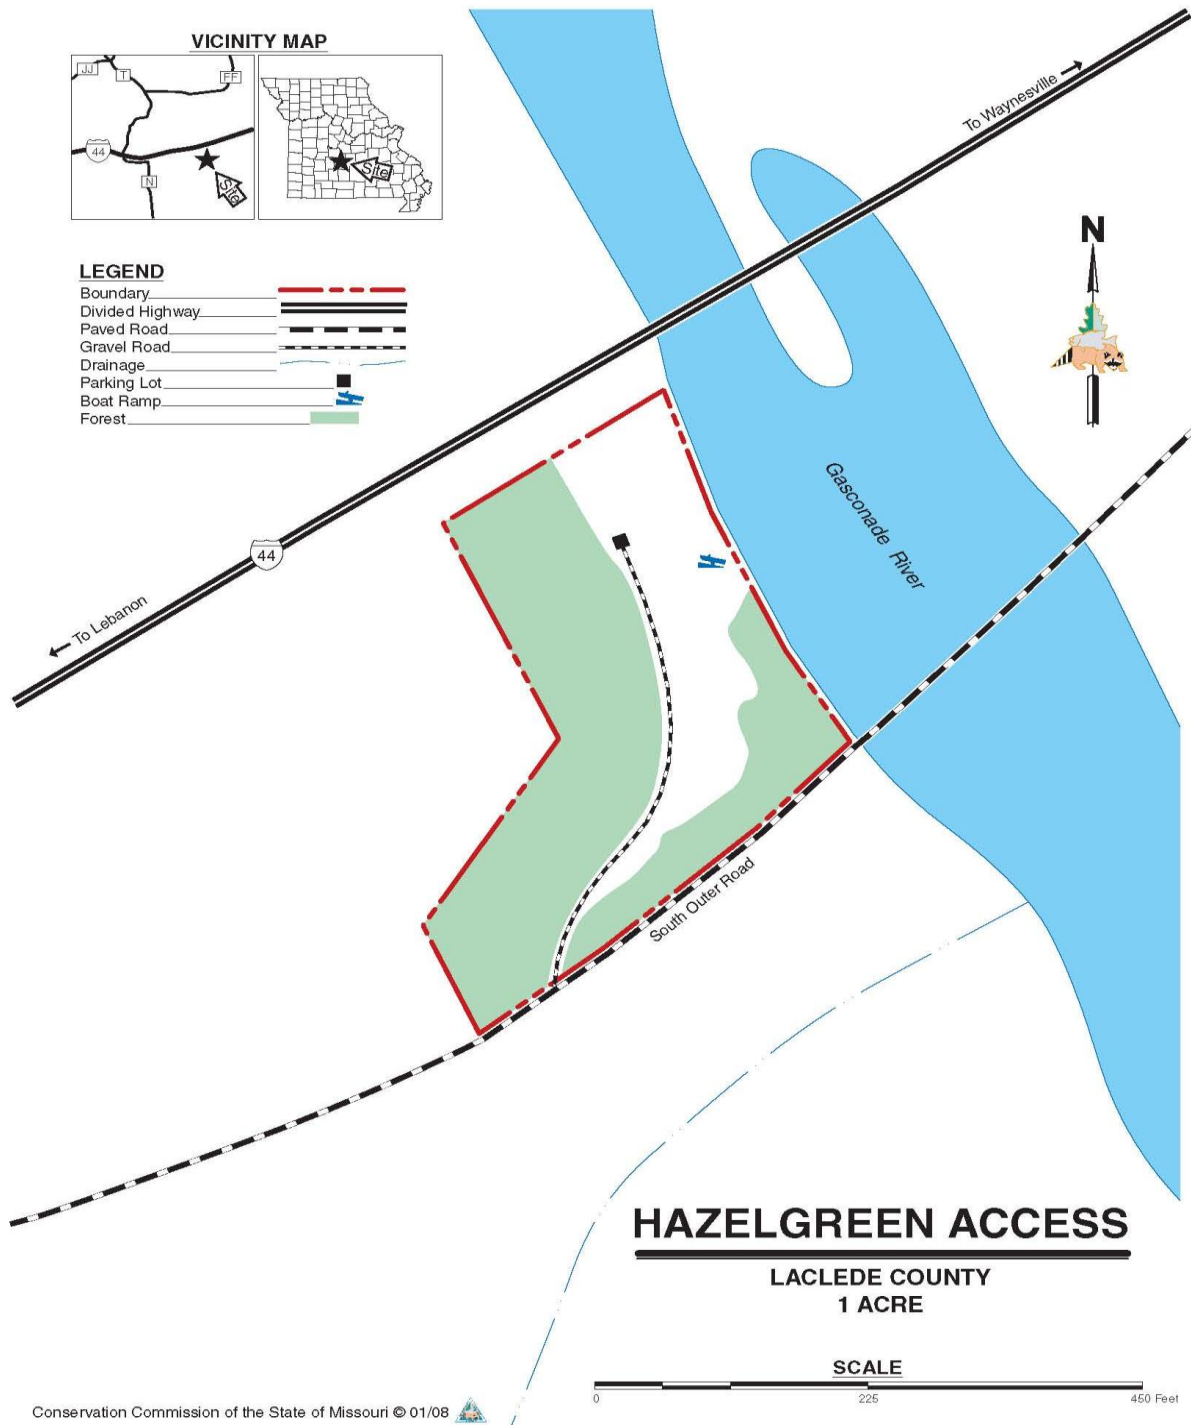 VICINITY MAP
JJ
T
FF
44
N
Site
Site
To Waynesville
N
LEGEND
Boundary
Divided Highway
Paved Road
Gravel Road
Drainage
Parking Lot
Boat Ramp
Forest
Gasconade River
44
To Lebanon
South Outer Road
HAZELGREEN ACCESS
LACLEDE COUNTY
1 ACRE
SCALE
0 225 450 Feet
Conservation Commission of the State of Missouri © 01/08